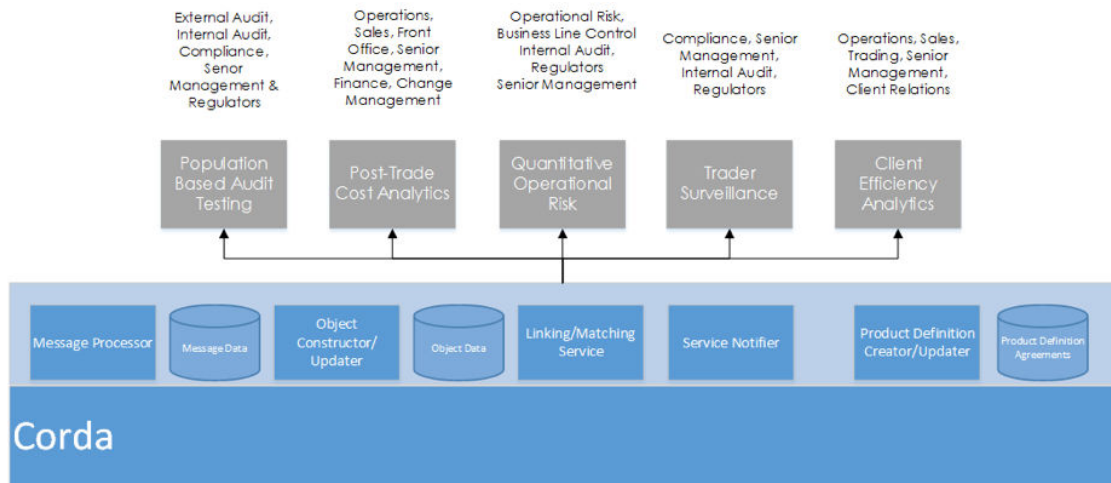 External Audit,
Internal Audit,
Compliance,
Senor
Management &
Regulators
Operations,
Sales, Front
Office, Senior
Management,
Finance, Change
Management
Operational Risk,
Business Line Control
Internal Audit,
Regulators
Senior Management
Compliance, Senior
Management,
Internal Audit,
Regulators
Operations, Sales,
Trading, Senior
Management,
Client Relations
Population
Based Audit
Testing
Post-Trade
Cost Analytics
Quantitative
Operational
Risk
Trader
Surveillance
Client
Efficiency
Analytics
Message Processor
Message Data
Object
Constructor/
Updater
Object Data
Linking/Matching
Service
Service Notifier
Product Definition
Creator/Updater
Product Definition
Agreements
Corda